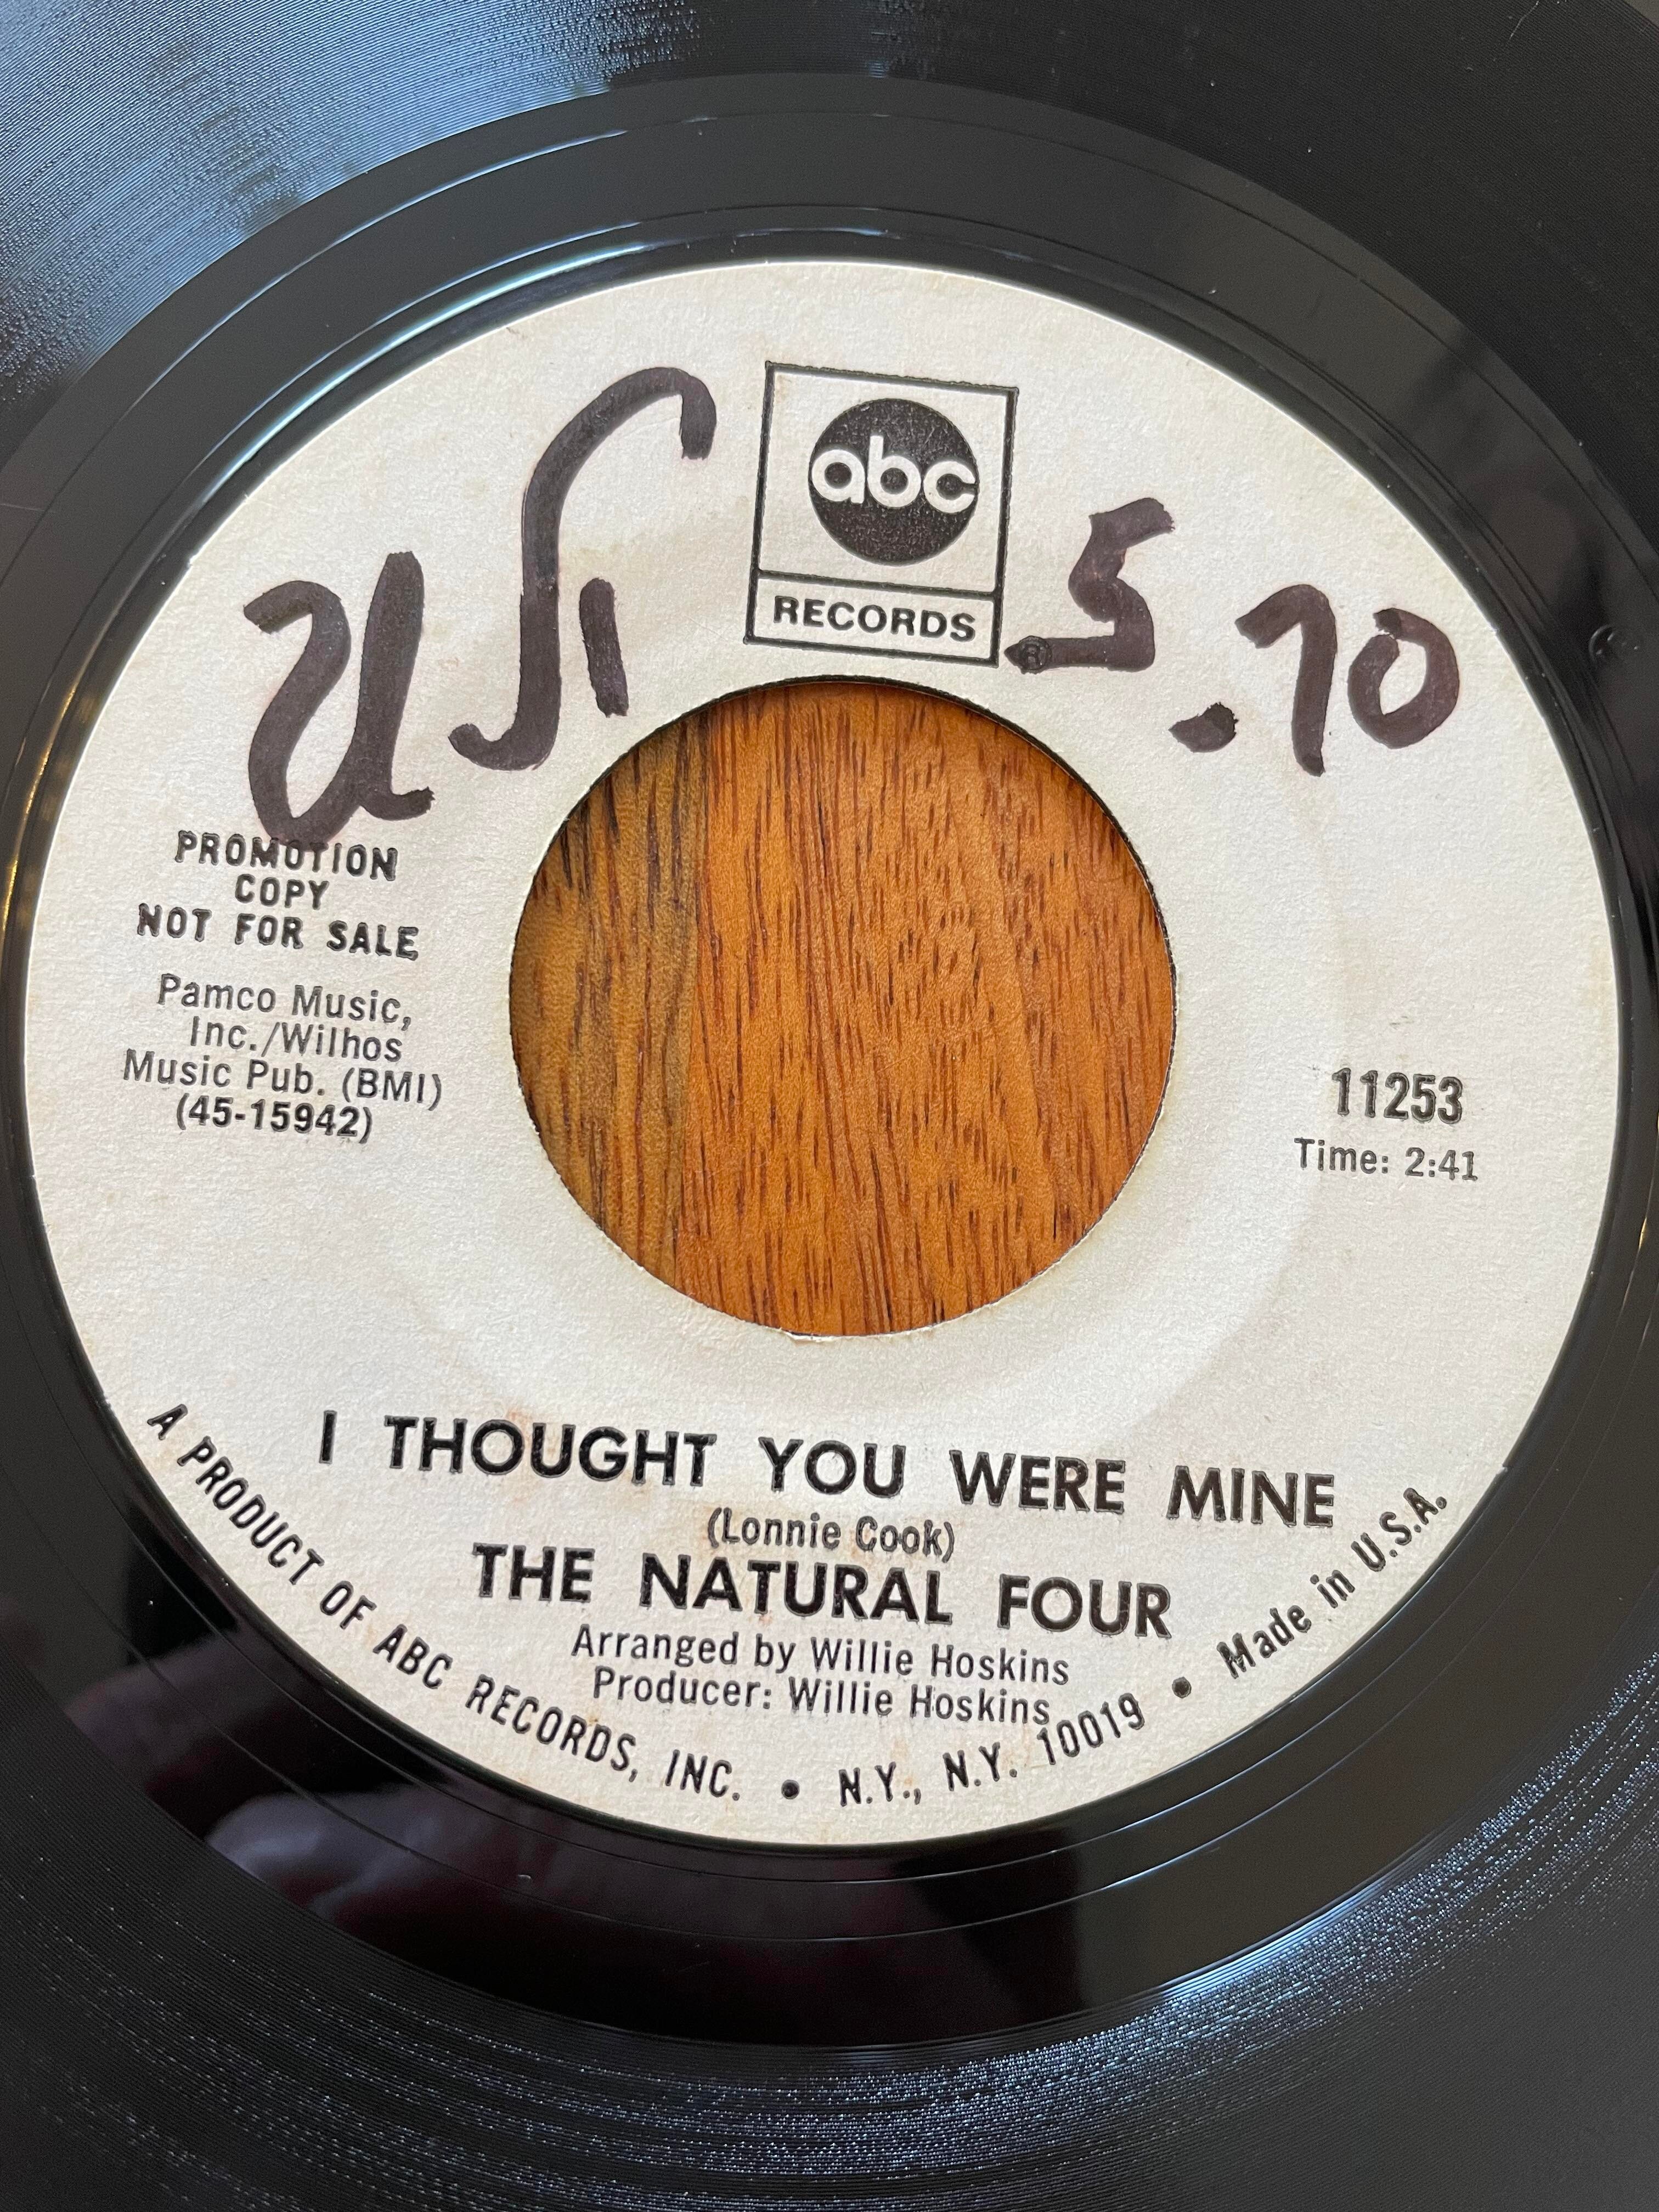 abc
RECORDS
®
5.70
PROMOTION
COPY
NOT FOR SALE
Pamco Music,
Inc./Wilhos
Music Pub. (BMI)
(45-15942)
11253
Time: 2:41
I THOUGHT YOU WERE MINE
(Lonnie Cook)
THE NATURAL FOUR
Arranged by Willie Hoskins
Producer: Willie Hoskins
A PRODUCT OF ABC RECORDS, INC. • N.Y., N.Y. 10019 • Made in U.S.A.